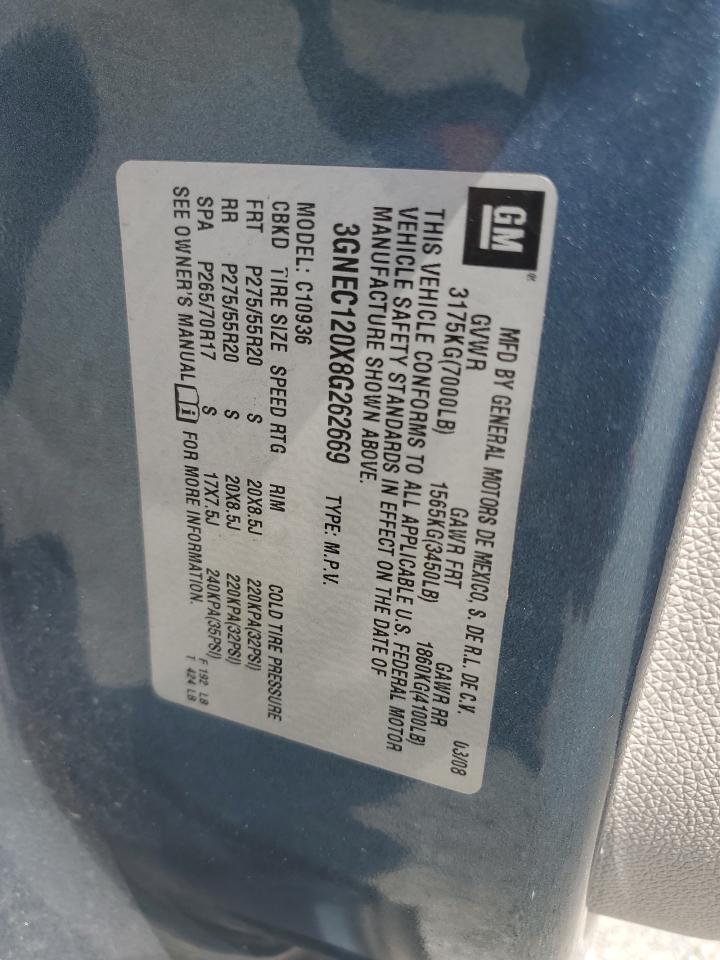 GM®
MFD BY GENERAL MOTORS DE MEXICO, S. DE R.L. DE C.V. 03/08
GVWR GAWR FRT GAWR RR
3175KG(7000LB) 1565KG(3450LB) 1860KG(4100LB)
THIS VEHICLE CONFORMS TO ALL APPLICABLE U.S. FEDERAL MOTOR
VEHICLE SAFETY STANDARDS IN EFFECT ON THE DATE OF
MANUFACTURE SHOWN ABOVE.
3GNEC120X8G262669 TYPE: M.P.V.
MODEL: C10936
CBKD TIRE SIZE SPEED RTG RIM COLD TIRE PRESSURE
FRT P275/55R20 S 20X8.5J 220KPA(32PSI)
RR P275/55R20 S 20X8.5J 220KPA(32PSI)
SPA P265/70R17 S 17X7.5J 240KPA(35PSI)
SEE OWNER'S MANUAL i FOR MORE INFORMATION.
F 192 LB
T 424 LB